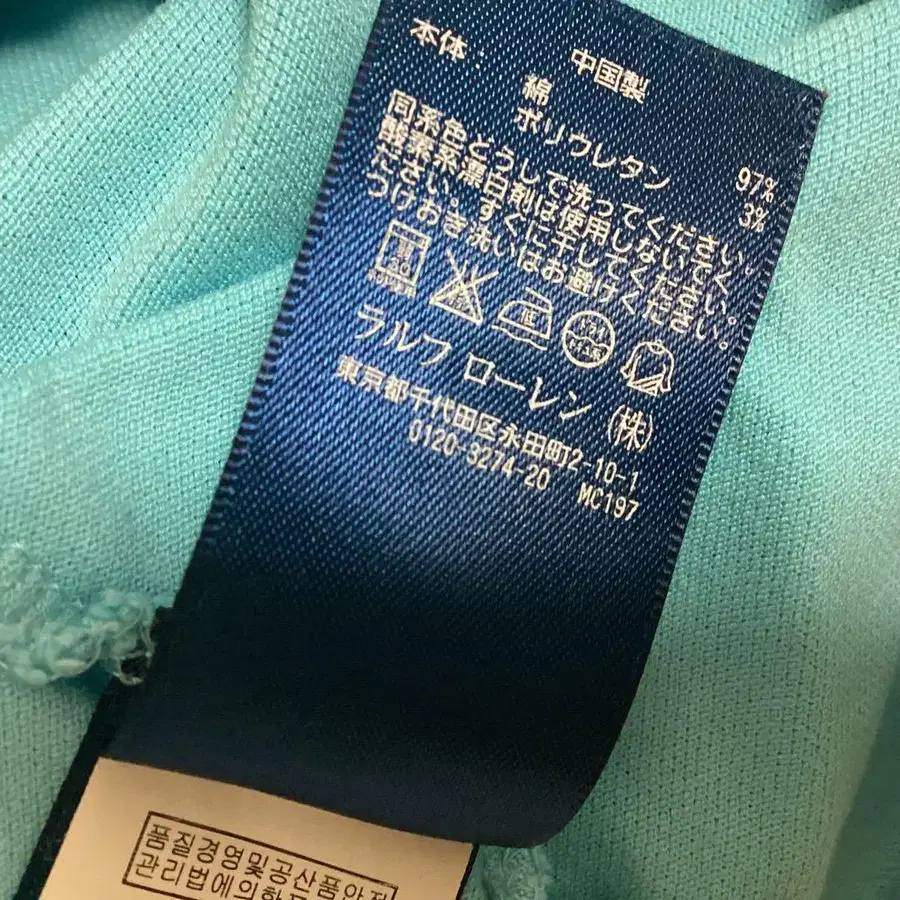 中国製
本体:
綿 97%
ポリウレタン 3%
同系色どうしで洗ってください。
酸素系漂白剤は使用しないでく
ださい。すぐに干してください。
つけおき洗いはお避けください。
低
ラルフ ローレン (株)
東京都千代田区永田町2-10-1
0120-3274-20 MC197
품질경영및공산품안전
관리법에의한